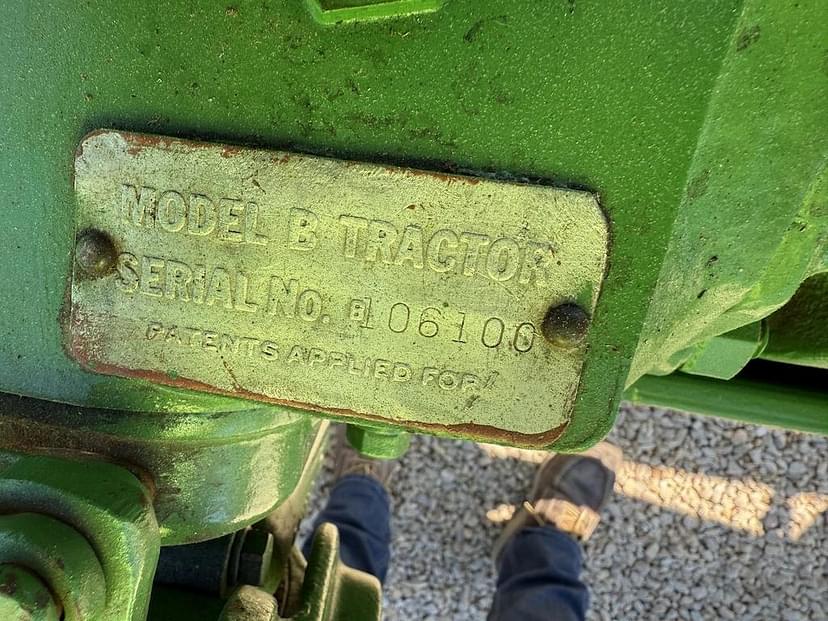 MODEL B TRACTOR
SERIAL NO. B106100
PATENTS APPLIED FOR